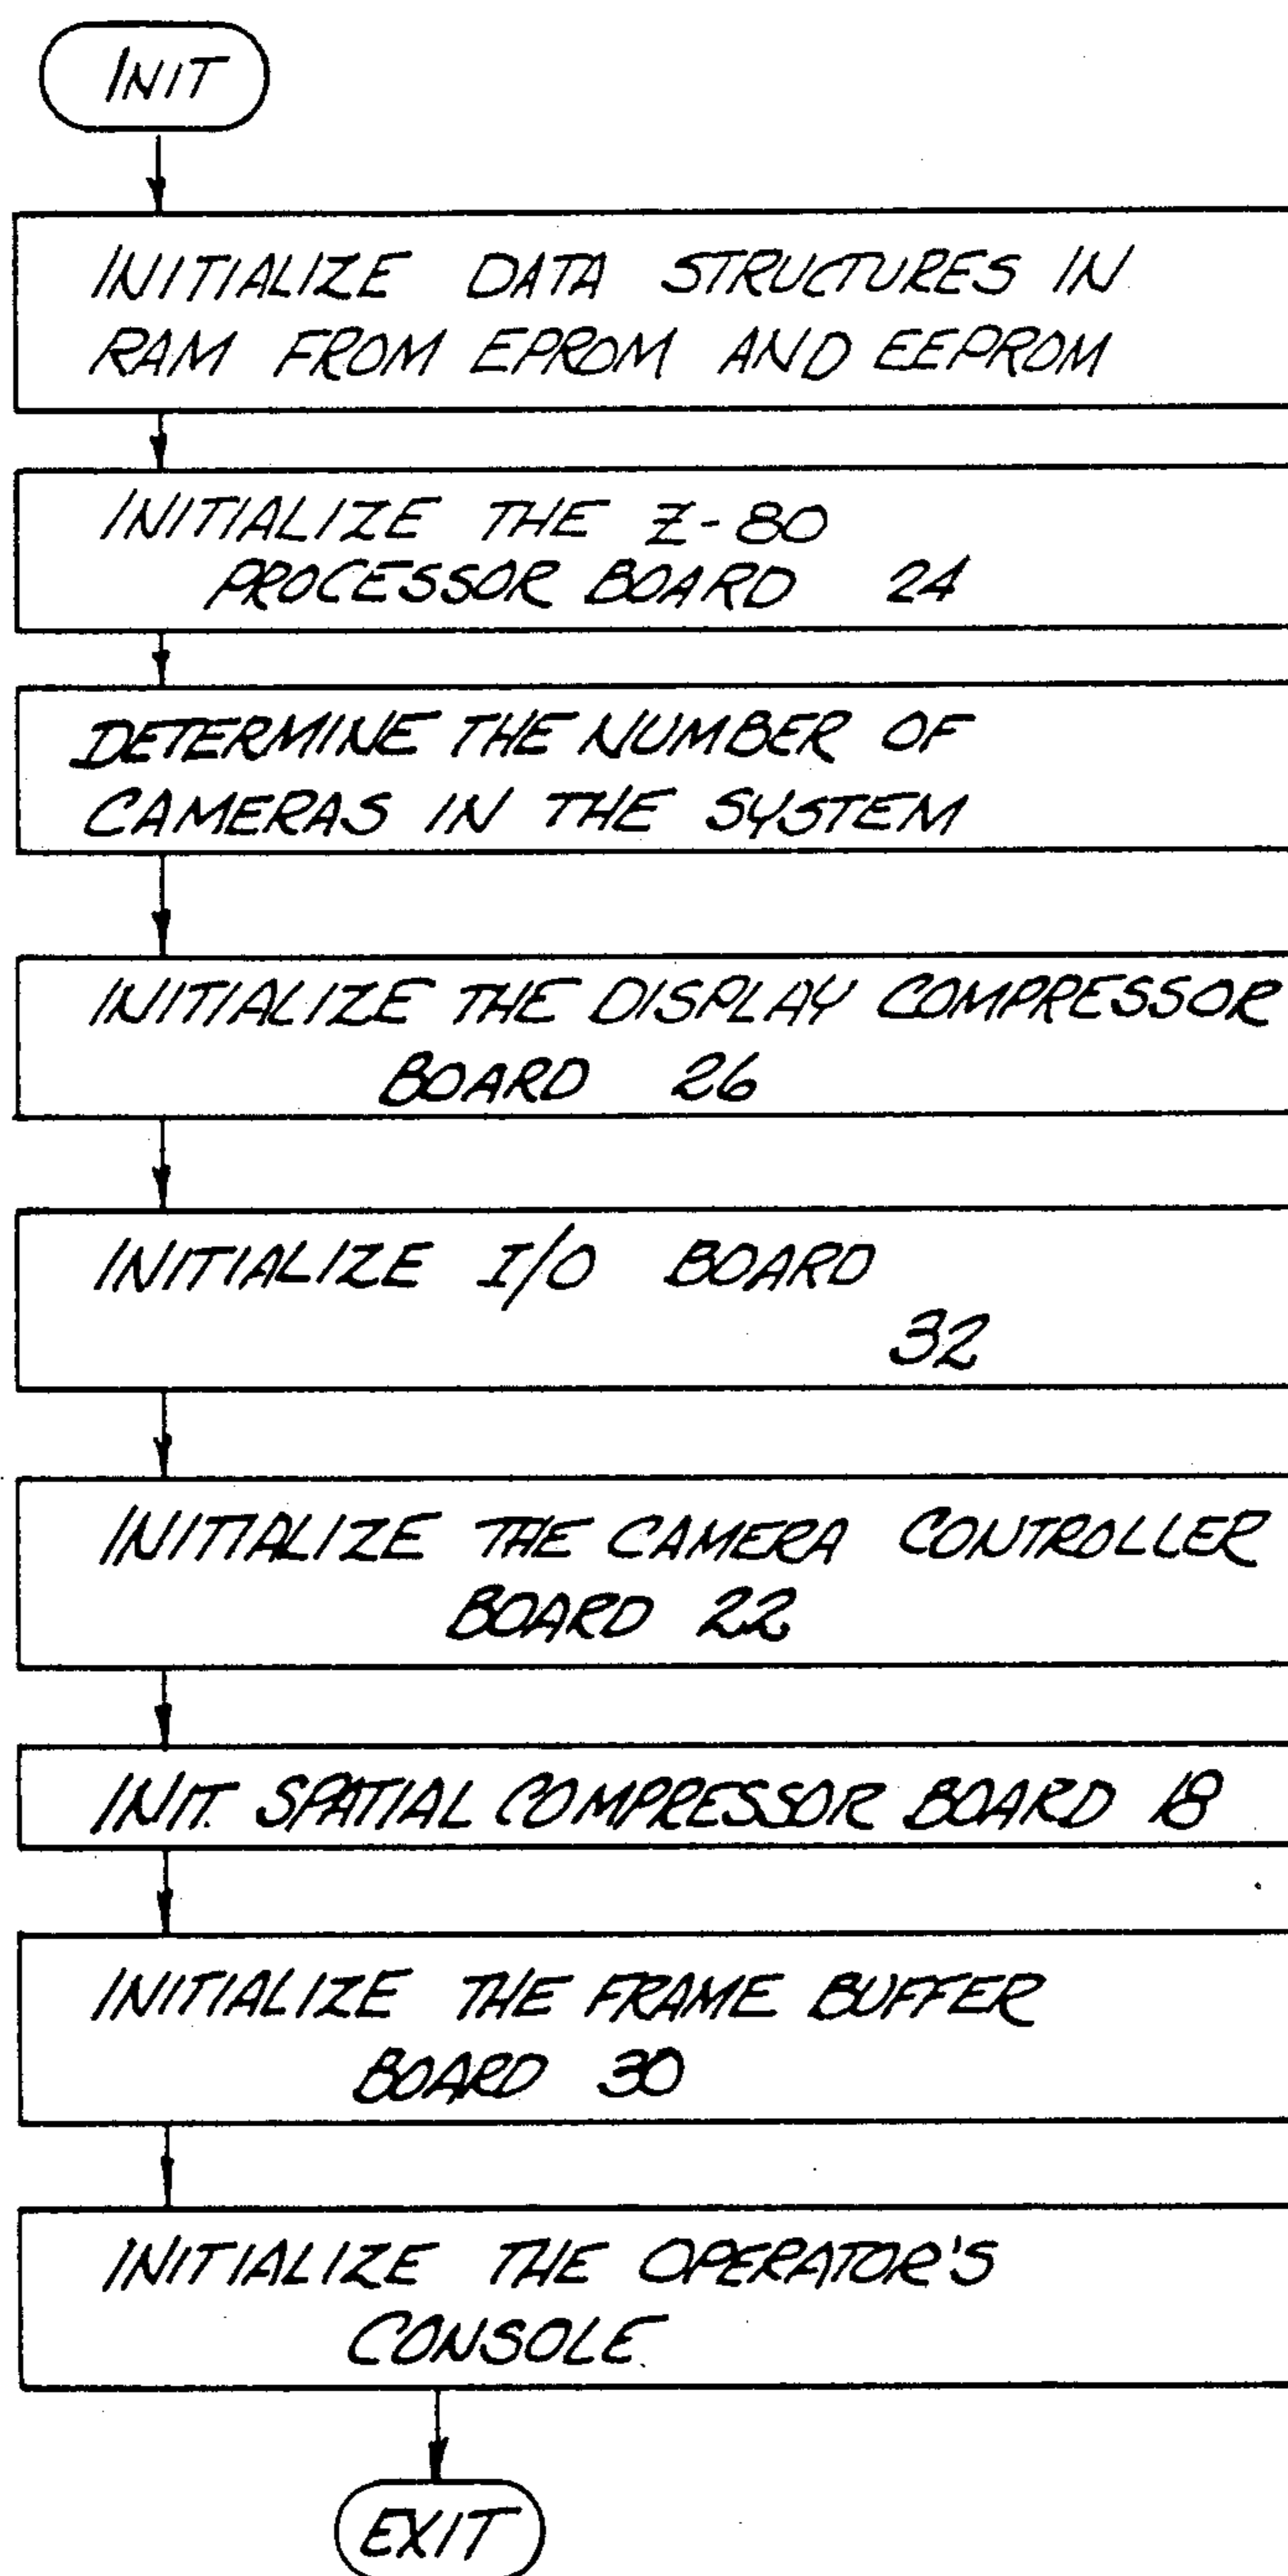 INIT
INITIALIZE DATA STRUCTURES IN
RAM FROM EPROM AND EEPROM
INITIALIZE THE Z-80
PROCESSOR BOARD 24
DETERMINE THE NUMBER OF
CAMERAS IN THE SYSTEM
INITIALIZE THE DISPLAY COMPRESSOR
BOARD 26
INITIALIZE I/O BOARD
32
INITIALIZE THE CAMERA CONTROLLER
BOARD 22
INIT. SPATIAL COMPRESSOR BOARD 18
INITIALIZE THE FRAME BUFFER
BOARD 30
INITIALIZE THE OPERATOR'S
CONSOLE
EXIT